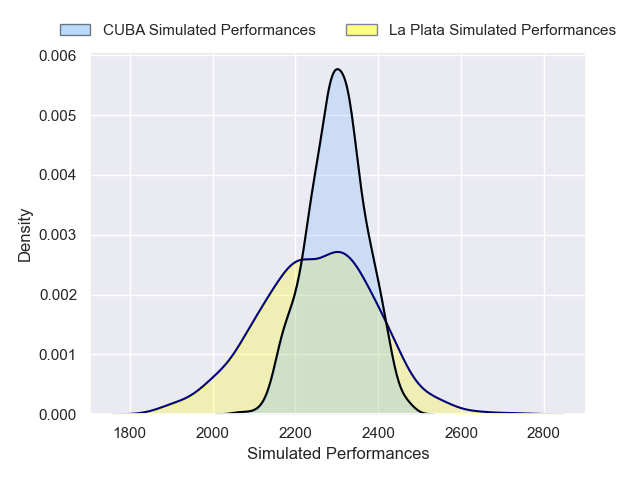 CUBA Simulated Performances La Plata Simulated Performances
0.006
0.005
0.004
0.003
0.002
0.001
0.000
Density
1800 2000 2200 2400 2600 2800
Simulated Performances